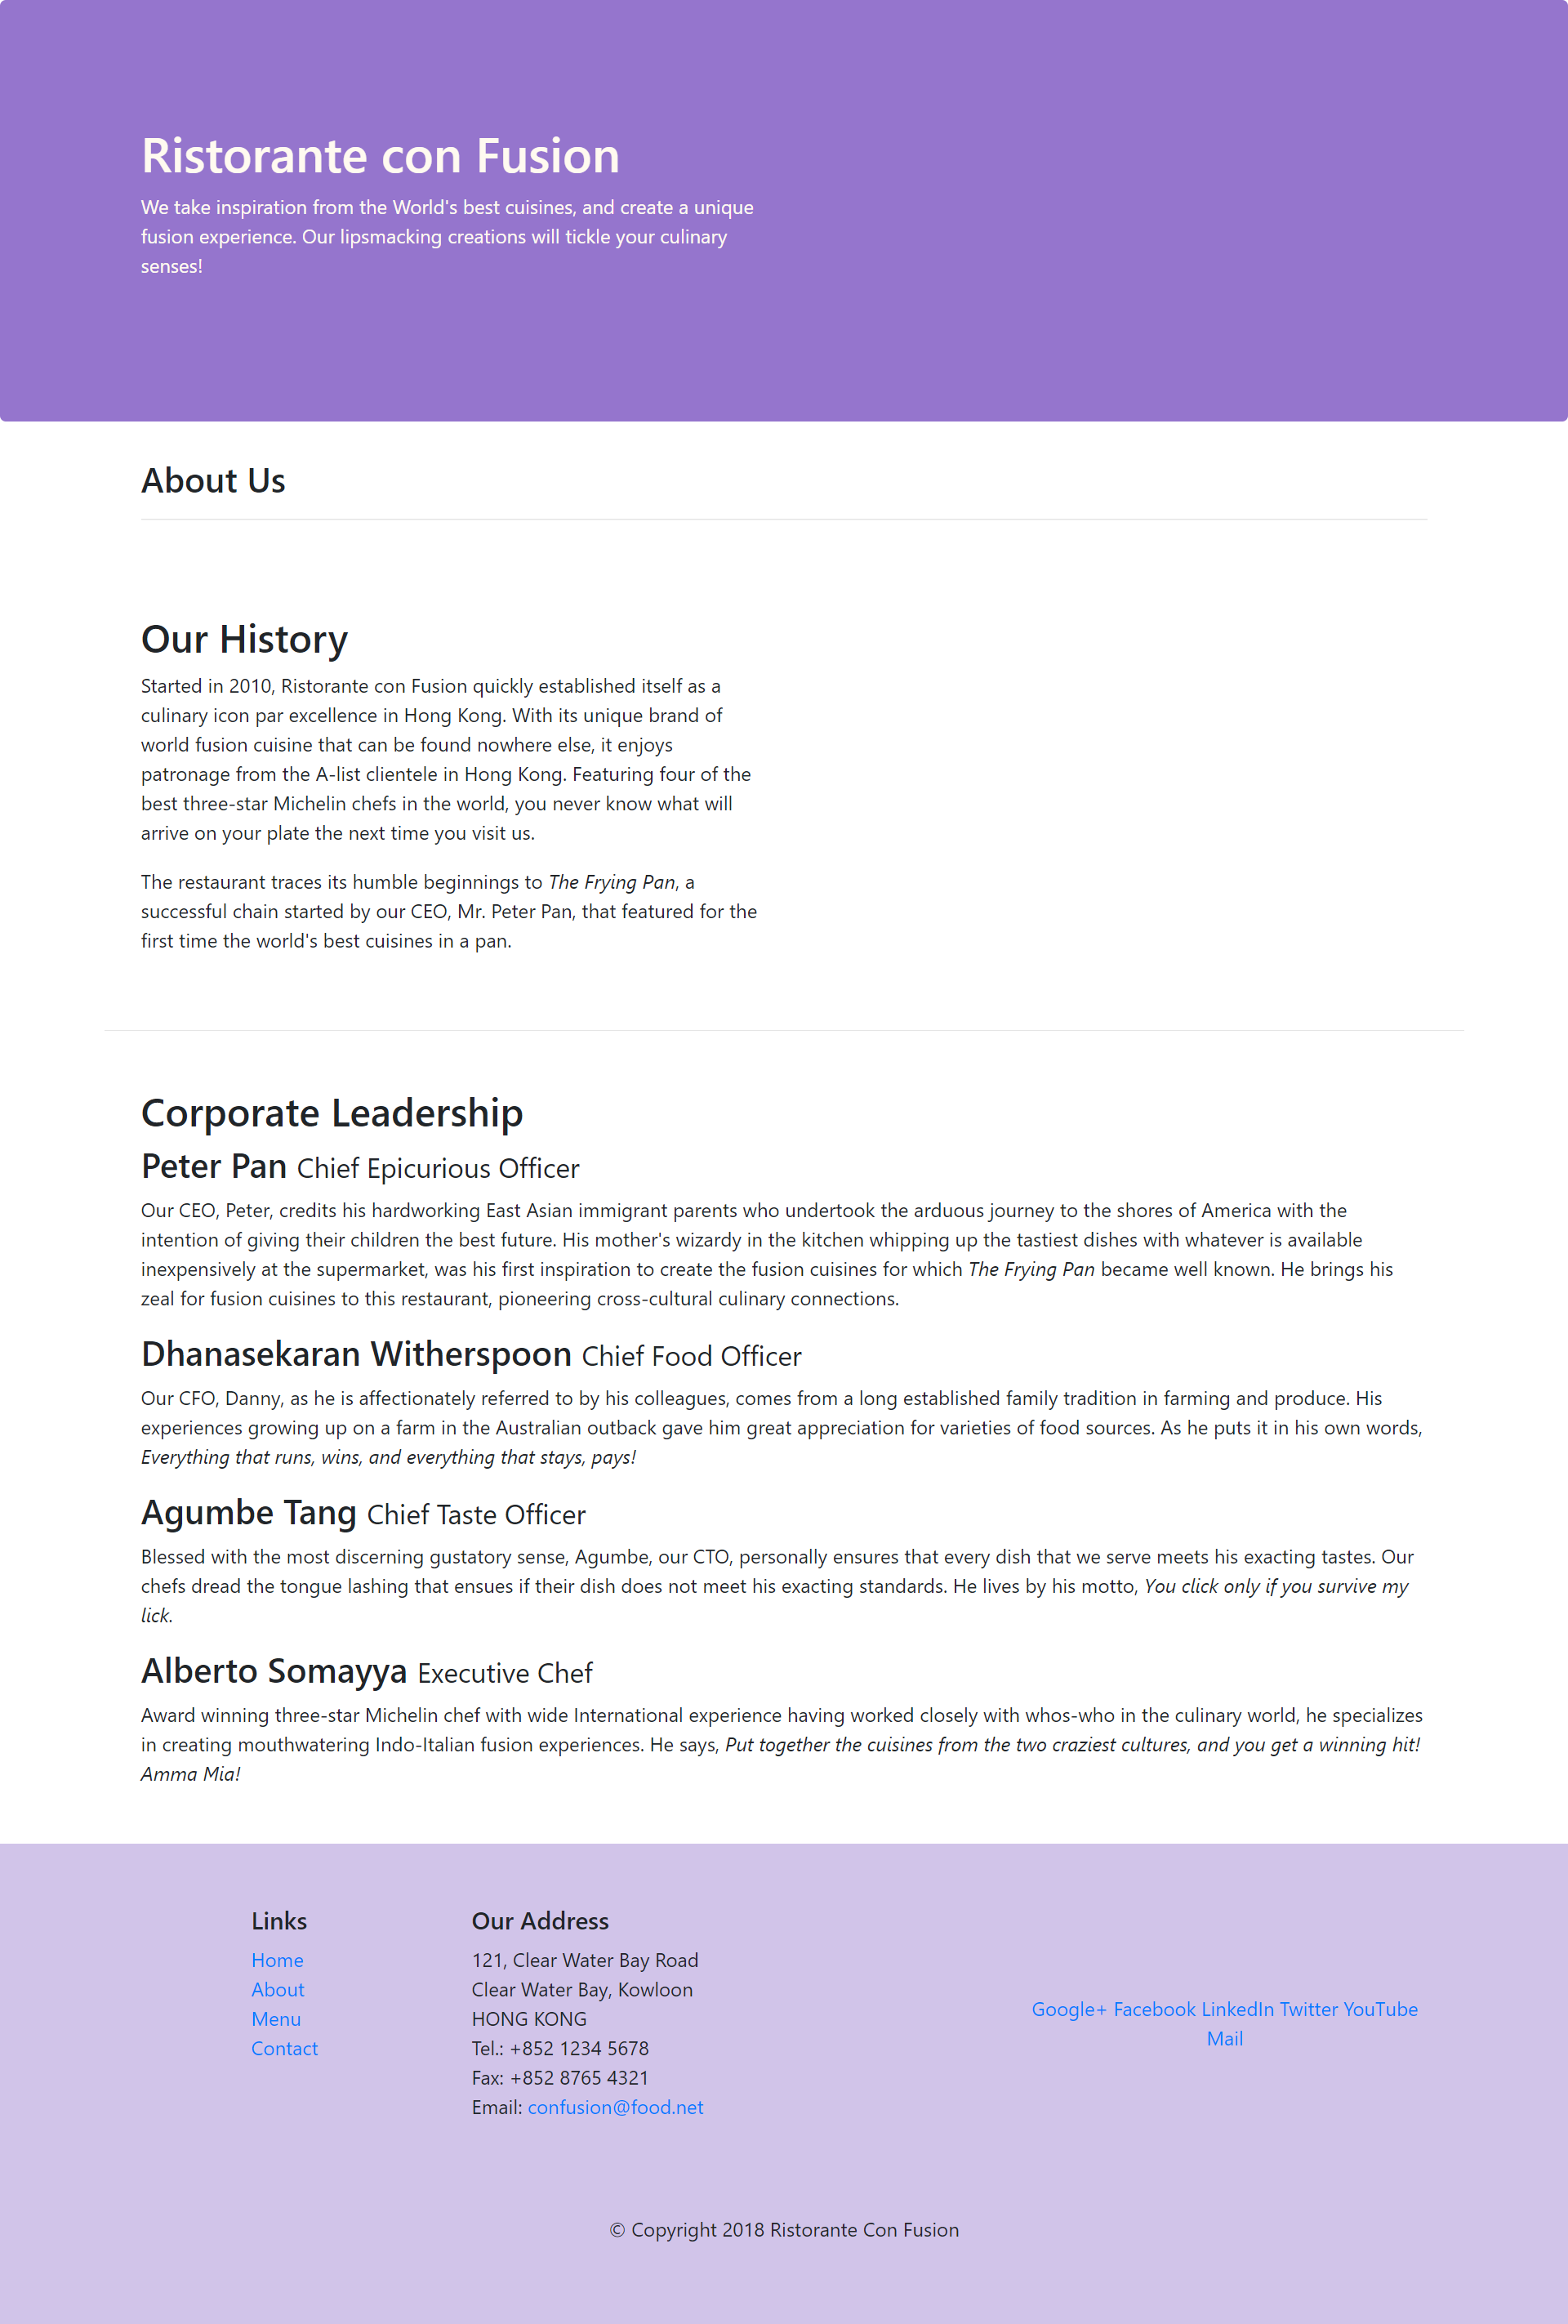 Ristorante con Fusion
We take inspiration from the World's best cuisines, and create a unique
fusion experience. Our lipsmacking creations will tickle your culinary
senses!
About Us
Our History
Started in 2010, Ristorante con Fusion quickly established itself as a
culinary icon par excellence in Hong Kong. With its unique brand of
world fusion cuisine that can be found nowhere else, it enjoys
patronage from the A-list clientele in Hong Kong. Featuring four of the
best three-star Michelin chefs in the world, you never know what will
arrive on your plate the next time you visit us.
The restaurant traces its humble beginnings to The Frying Pan, a
successful chain started by our CEO, Mr. Peter Pan, that featured for the
first time the world's best cuisines in a pan.
Corporate Leadership
Peter Pan Chief Epicurious Officer
Our CEO, Peter, credits his hardworking East Asian immigrant parents who undertook the arduous journey to the shores of America with the
intention of giving their children the best future. His mother's wizardy in the kitchen whipping up the tastiest dishes with whatever is available
inexpensively at the supermarket, was his first inspiration to create the fusion cuisines for which The Frying Pan became well known. He brings his
zeal for fusion cuisines to this restaurant, pioneering cross-cultural culinary connections.
Dhanasekaran Witherspoon Chief Food Officer
Our CFO, Danny, as he is affectionately referred to by his colleagues, comes from a long established family tradition in farming and produce. His
experiences growing up on a farm in the Australian outback gave him great appreciation for varieties of food sources. As he puts it in his own words,
Everything that runs, wins, and everything that stays, pays!
Agumbe Tang Chief Taste Officer
Blessed with the most discerning gustatory sense, Agumbe, our CTO, personally ensures that every dish that we serve meets his exacting tastes. Our
chefs dread the tongue lashing that ensues if their dish does not meet his exacting standards. He lives by his motto, You click only if you survive my
lick.
Alberto Somayya Executive Chef
Award winning three-star Michelin chef with wide International experience having worked closely with whos-who in the culinary world, he specializes
in creating mouthwatering Indo-Italian fusion experiences. He says, Put together the cuisines from the two craziest cultures, and you get a winning hit!
Amma Mia!
Links
Home
About
Menu
Contact
Our Address
121, Clear Water Bay Road
Clear Water Bay, Kowloon
HONG KONG
Tel.: +852 1234 5678
Fax: +852 8765 4321
Email: confusion@food.net
Google+ Facebook LinkedIn Twitter YouTube
Mail
© Copyright 2018 Ristorante Con Fusion